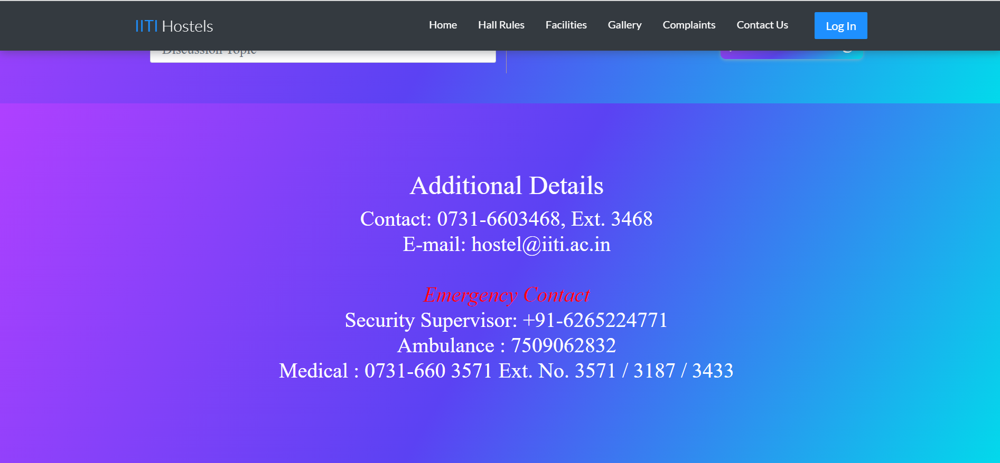 IITI Hostels
Home Hall Rules Facilities Gallery Complaints Contact Us Log In
Discussion Topic
Additional Details
Contact: 0731-6603468, Ext. 3468
E-mail: hostel@iiti.ac.in
Emergency Contact
Security Supervisor: +91-6265224771
Ambulance : 7509062832
Medical : 0731-660 3571 Ext. No. 3571 / 3187 / 3433